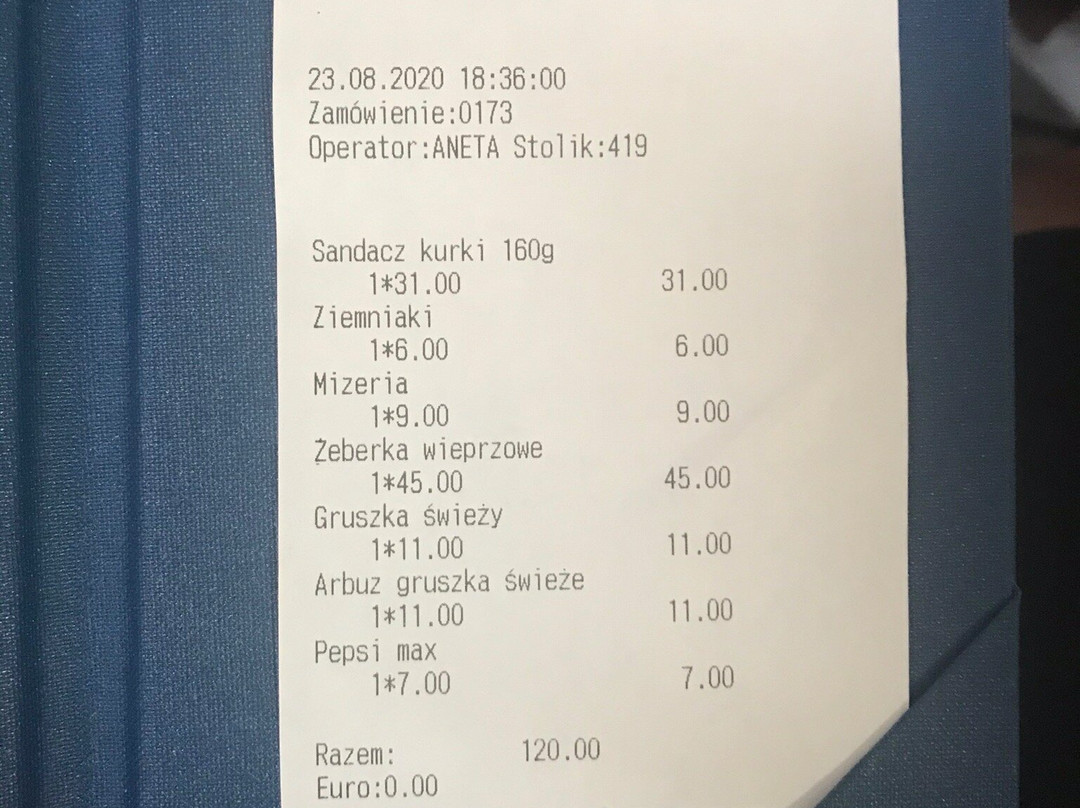 23.08.2020 18:36:00
Zamówienie:0173
Operator:ANETA Stolik:419
Sandacz kurki 160g
1*31.00 31.00
Ziemniaki
1*6.00 6.00
Mizeria
1*9.00 9.00
Żeberka wieprzowe
1*45.00 45.00
Gruszka świeży
1*11.00 11.00
Arbuz gruszka świeże
1*11.00 11.00
Pepsi max
1*7.00 7.00
Razem: 120.00
Euro:0.00